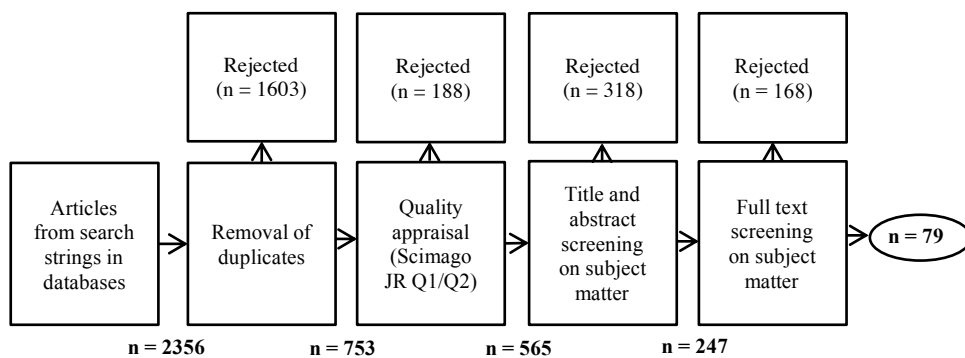 Rejected
(n = 1603)
Rejected
(n = 188)
Rejected
(n = 318)
Rejected
(n = 168)
Articles
from search
strings in
databases
Removal of
duplicates
Quality
appraisal
(Scimago
JR Q1/Q2)
Title and
abstract
screening
on subject
matter
Full text
screening
on subject
matter
n = 79
n = 2356
n = 753
n = 565
n = 247